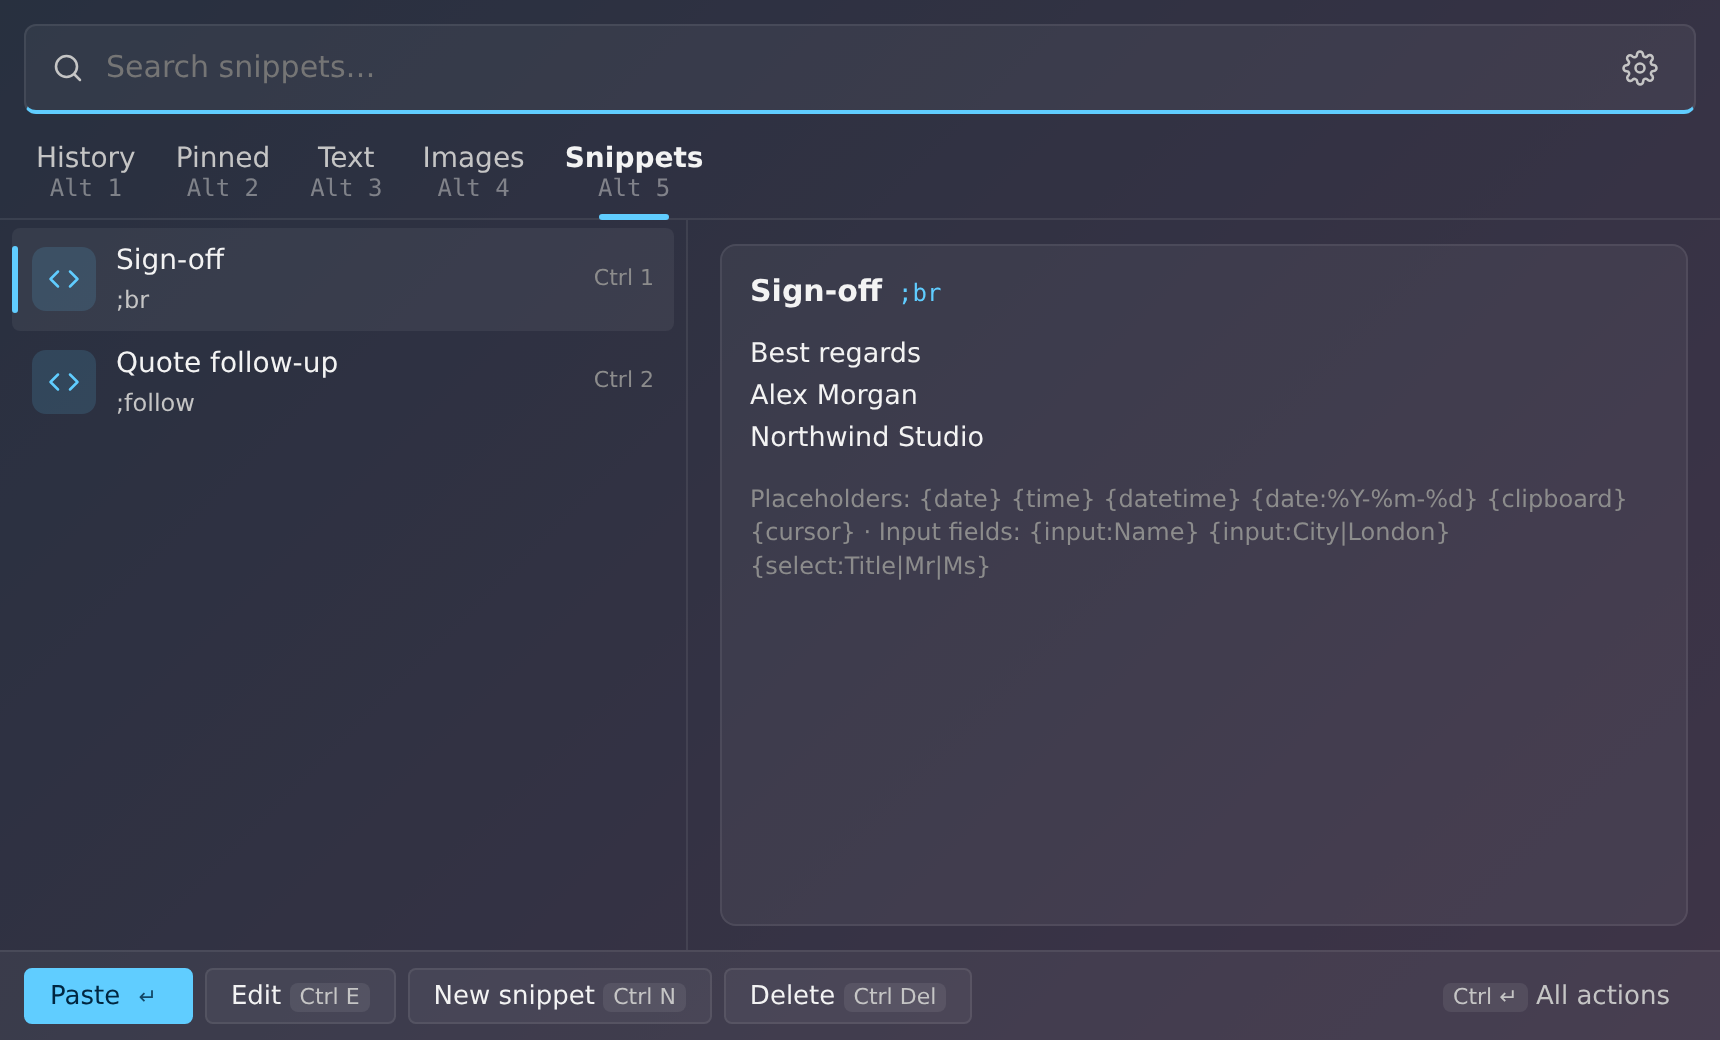 Search snippets...
History Pinned Text Images Snippets
Alt 1 Alt 2 Alt 3 Alt 4 Alt 5
Sign-off
;br
Ctrl 1
Quote follow-up
;follow
Ctrl 2
Sign-off ;br
Best regards
Alex Morgan
Northwind Studio
Placeholders: {date} {time} {datetime} {date:%Y-%m-%d} {clipboard}
{cursor} · Input fields: {input:Name} {input:City|London}
{select:Title|Mr|Ms}
Paste ↵ Edit Ctrl E New snippet Ctrl N Delete Ctrl Del Ctrl ↵ All actions